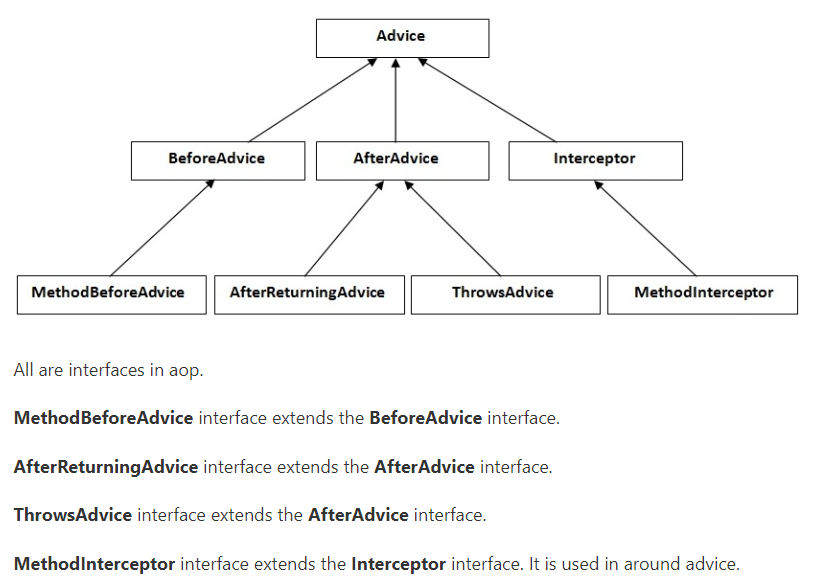 Advice
BeforeAdvice
AfterAdvice
Interceptor
MethodBeforeAdvice
AfterReturningAdvice
ThrowsAdvice
MethodInterceptor
All are interfaces in aop.
MethodBeforeAdvice interface extends the BeforeAdvice interface.
AfterReturningAdvice interface extends the AfterAdvice interface.
ThrowsAdvice interface extends the AfterAdvice interface.
MethodInterceptor interface extends the Interceptor interface. It is used in around advice.